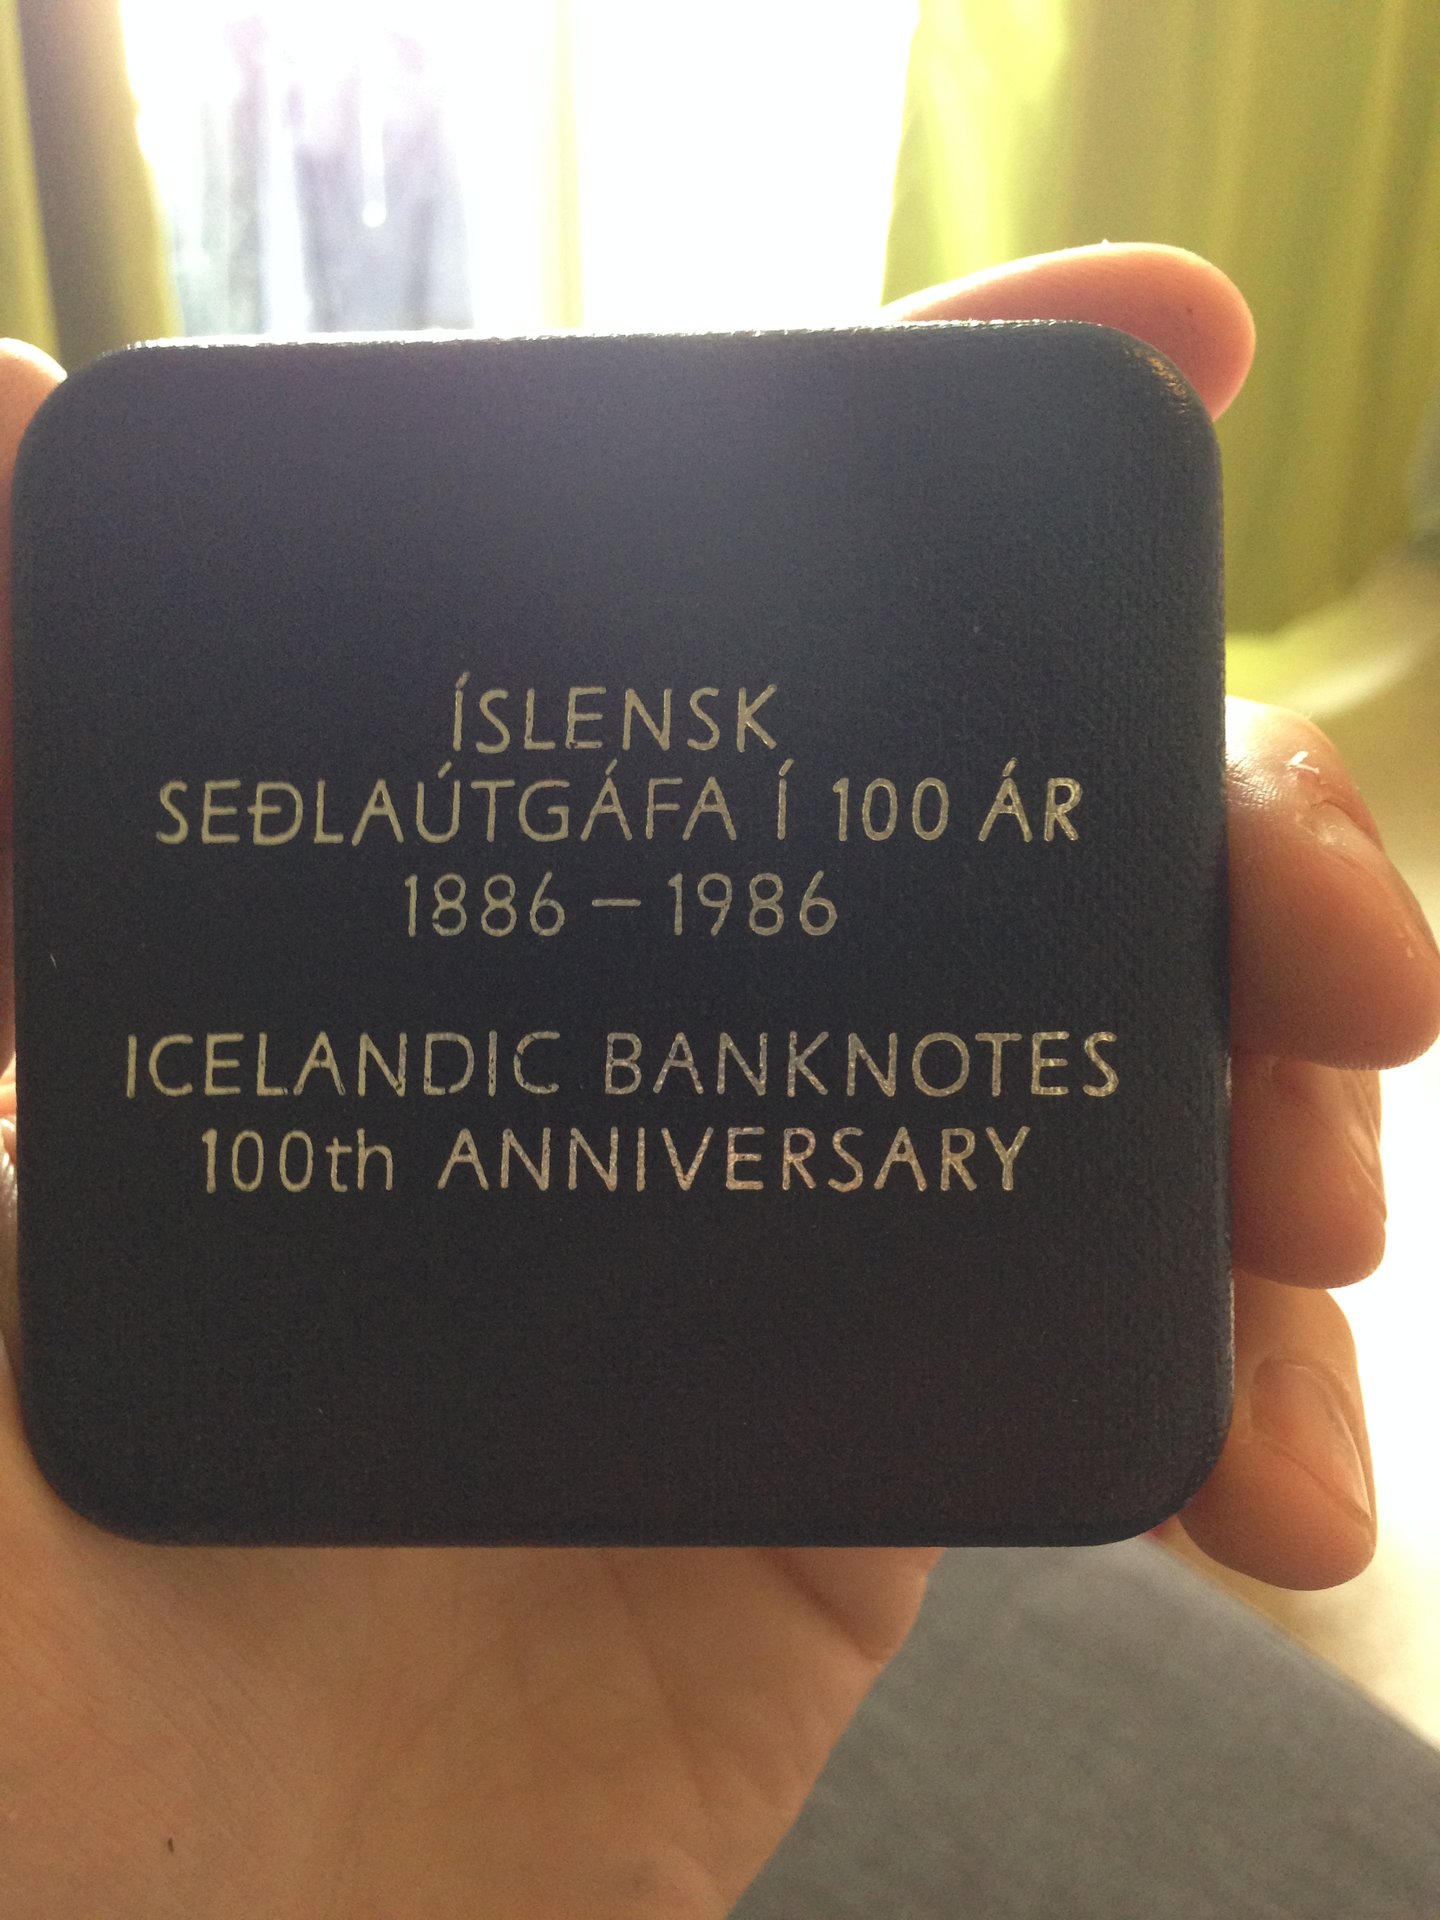 ÍSLENSK
SEÐLAÚTGÁFA Í 100 ÁR
1886 – 1986
ICELANDIC BANKNOTES
100th ANNIVERSARY